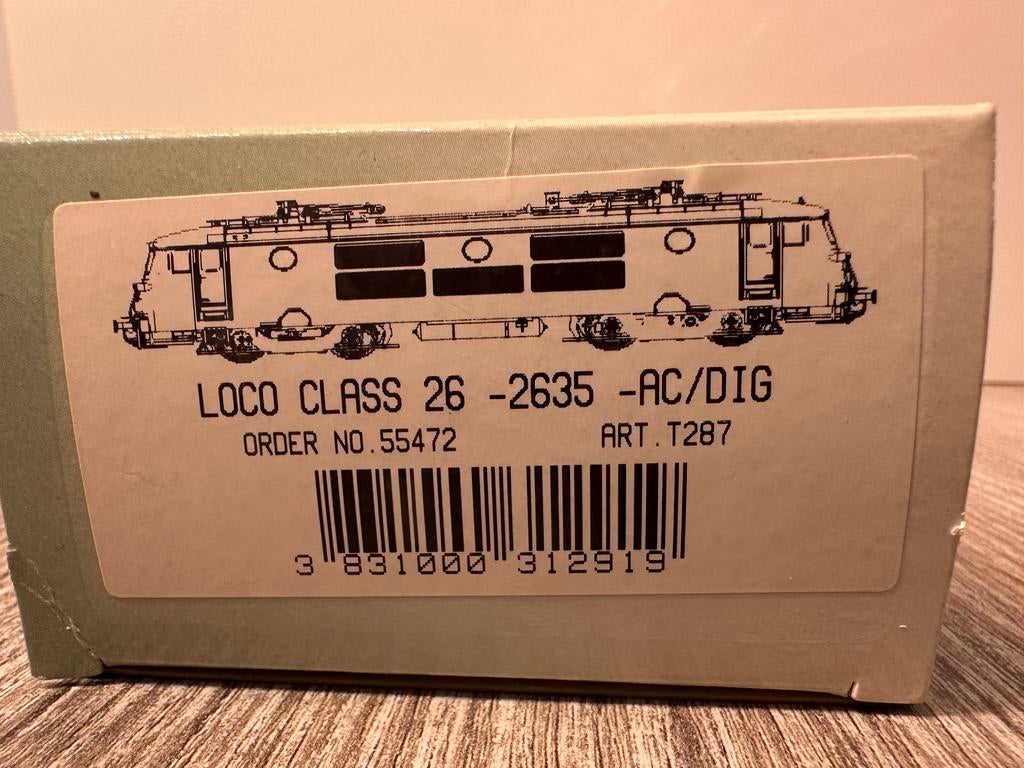 LOCO CLASS 26 -2635 -AC/DIG
ORDER NO.55472 ART.T287
3 831000 312919